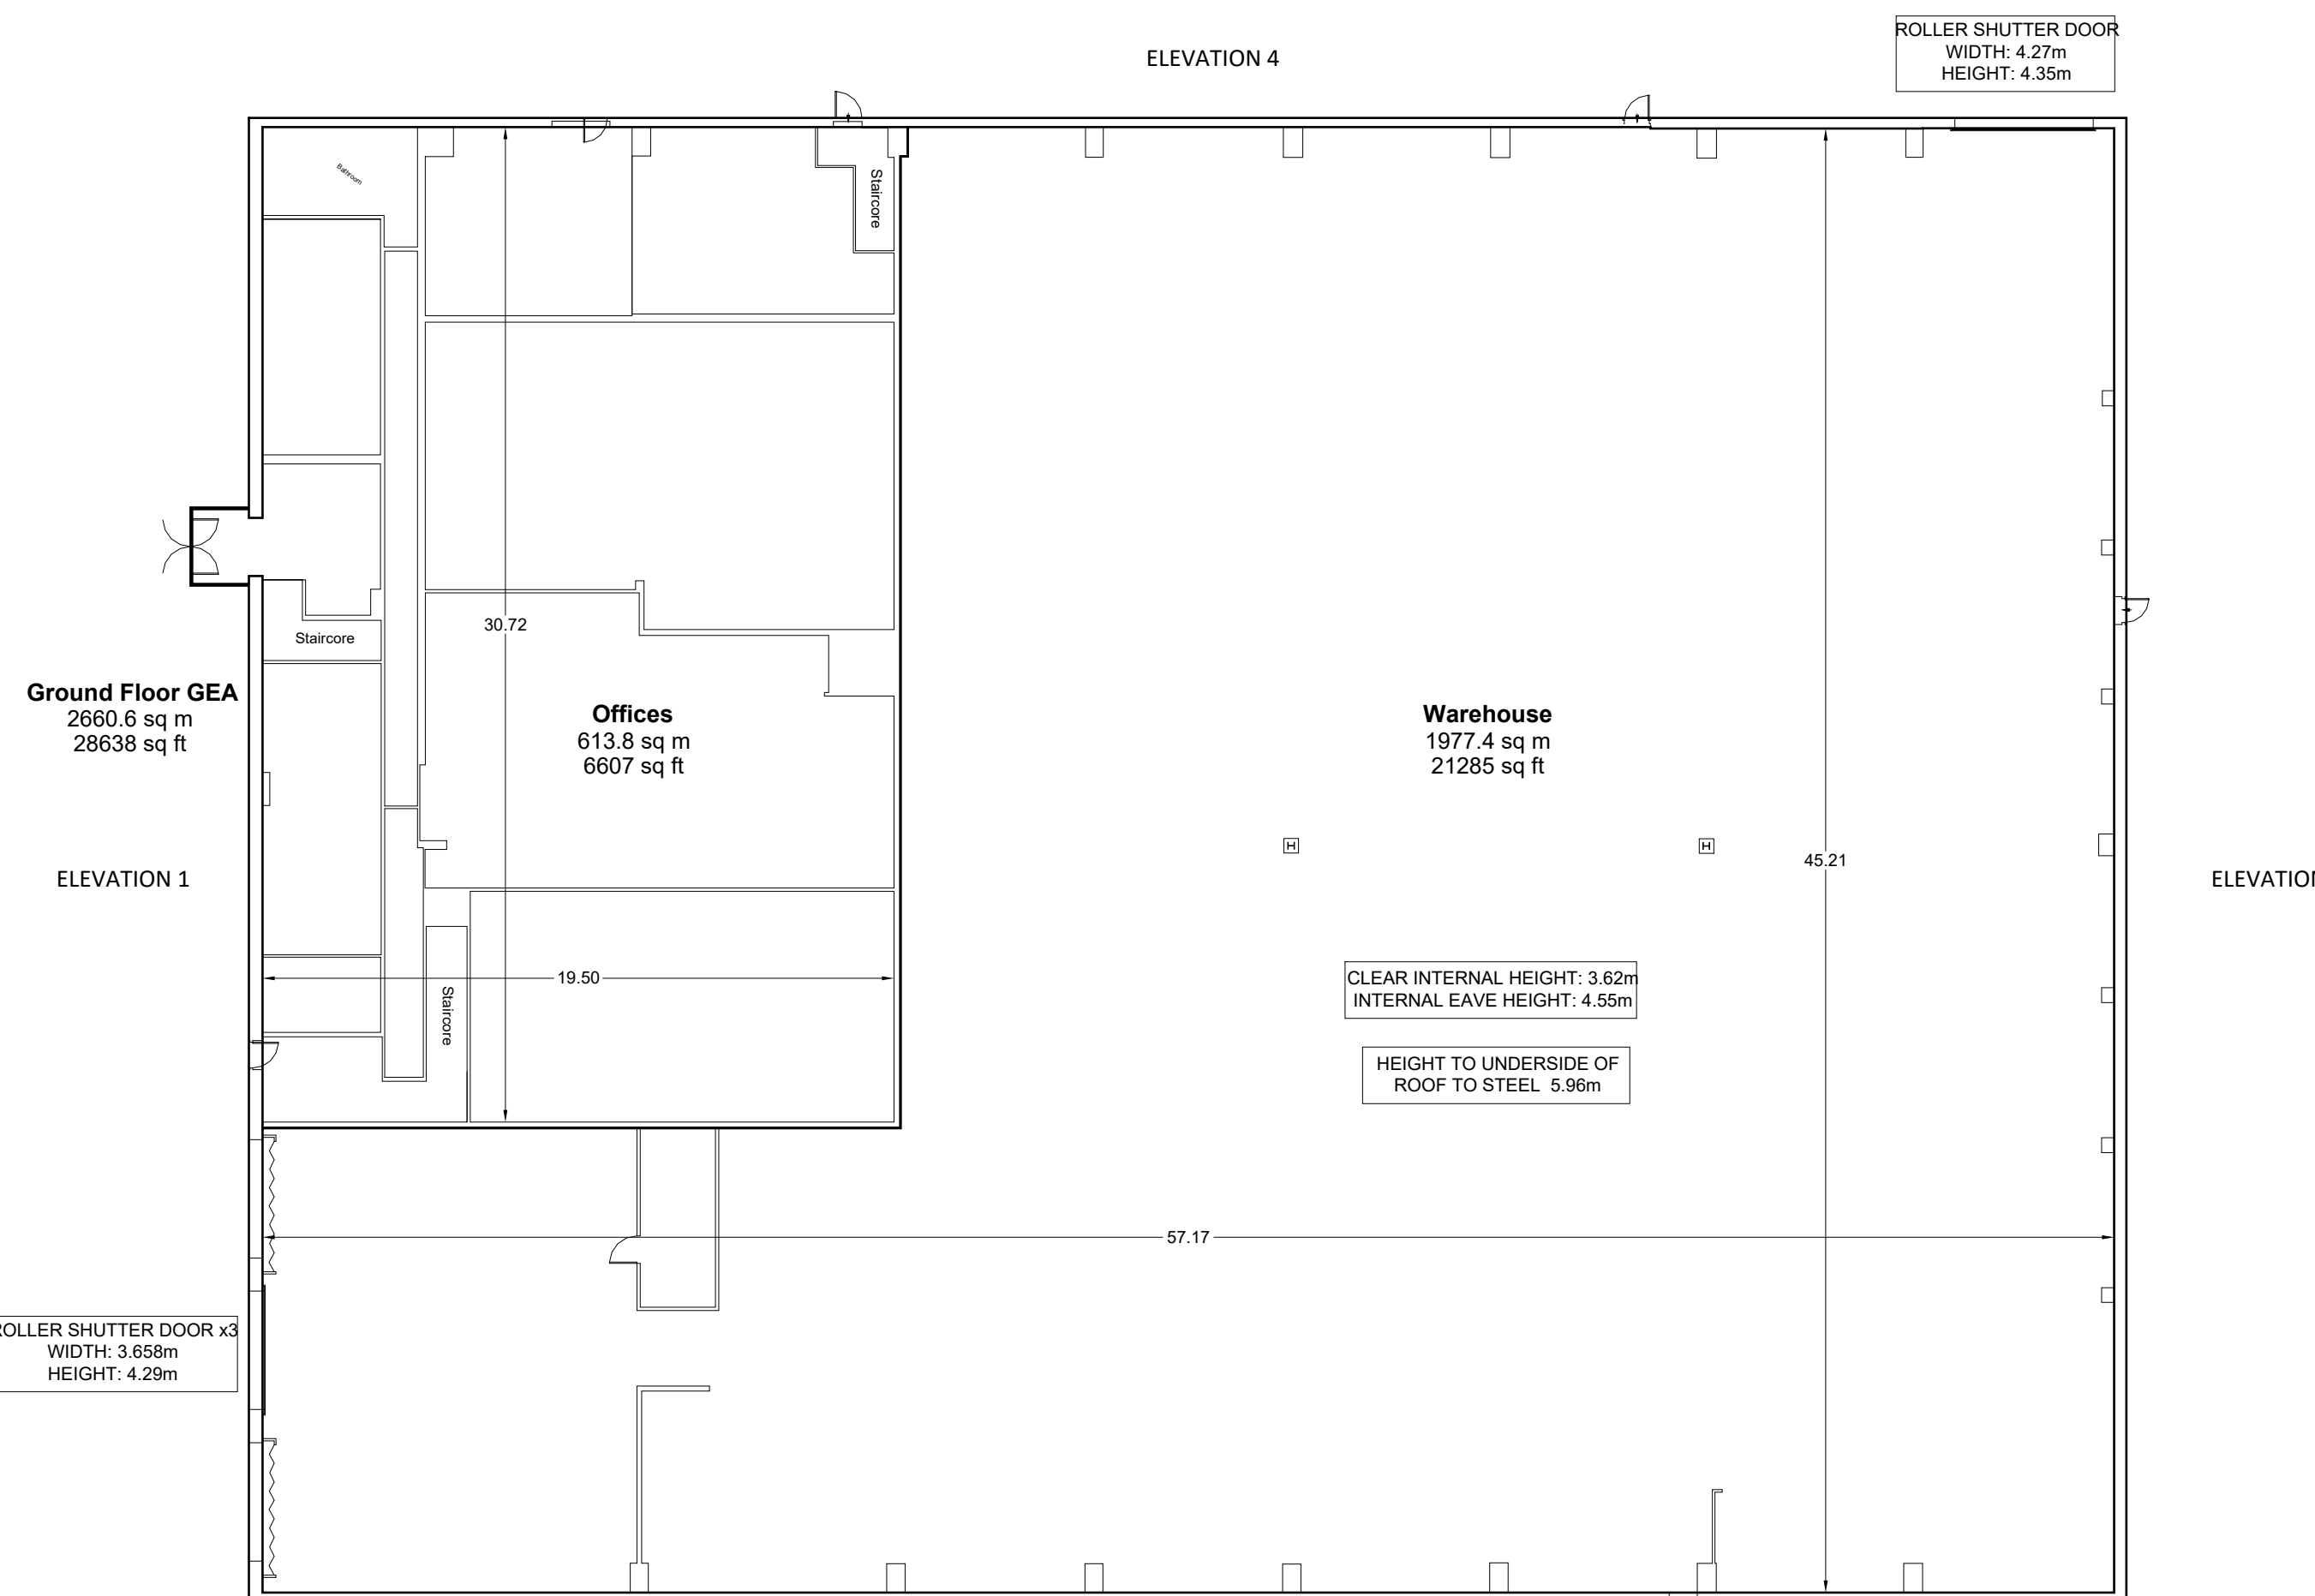 ELEVATION 4
ROLLER SHUTTER DOOR
WIDTH: 4.27m
HEIGHT: 4.35m
Bathroom
Staircore
30.72
Staircore
Ground Floor GEA
2660.6 sq m
28638 sq ft
Offices
613.8 sq m
6607 sq ft
Warehouse
1977.4 sq m
21285 sq ft
H
H
45.21
ELEVATION 1
ELEVATION
19.50
Staircore
CLEAR INTERNAL HEIGHT: 3.62m
INTERNAL EAVE HEIGHT: 4.55m
HEIGHT TO UNDERSIDE OF
ROOF TO STEEL 5.96m
57.17
ROLLER SHUTTER DOOR x3
WIDTH: 3.658m
HEIGHT: 4.29m